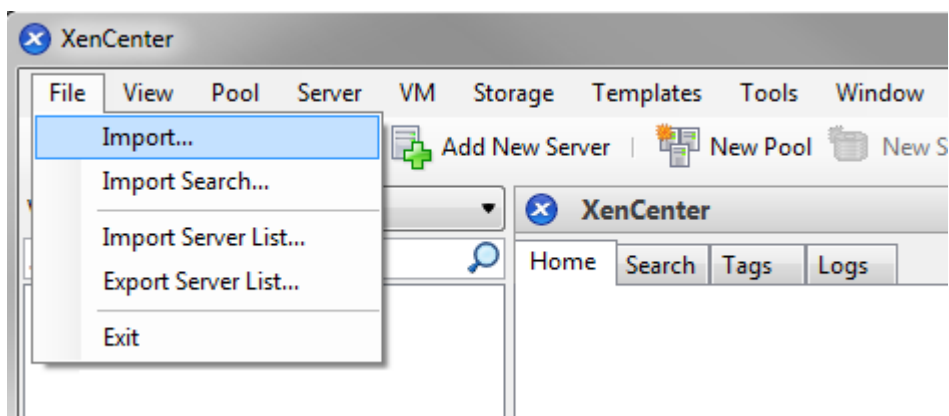 XenCenter
File View Pool Server VM Storage Templates Tools Window
Import...
Add New Server New Pool New S
Import Search...
XenCenter
Import Server List...
Home Search Tags Logs
Export Server List...
Exit